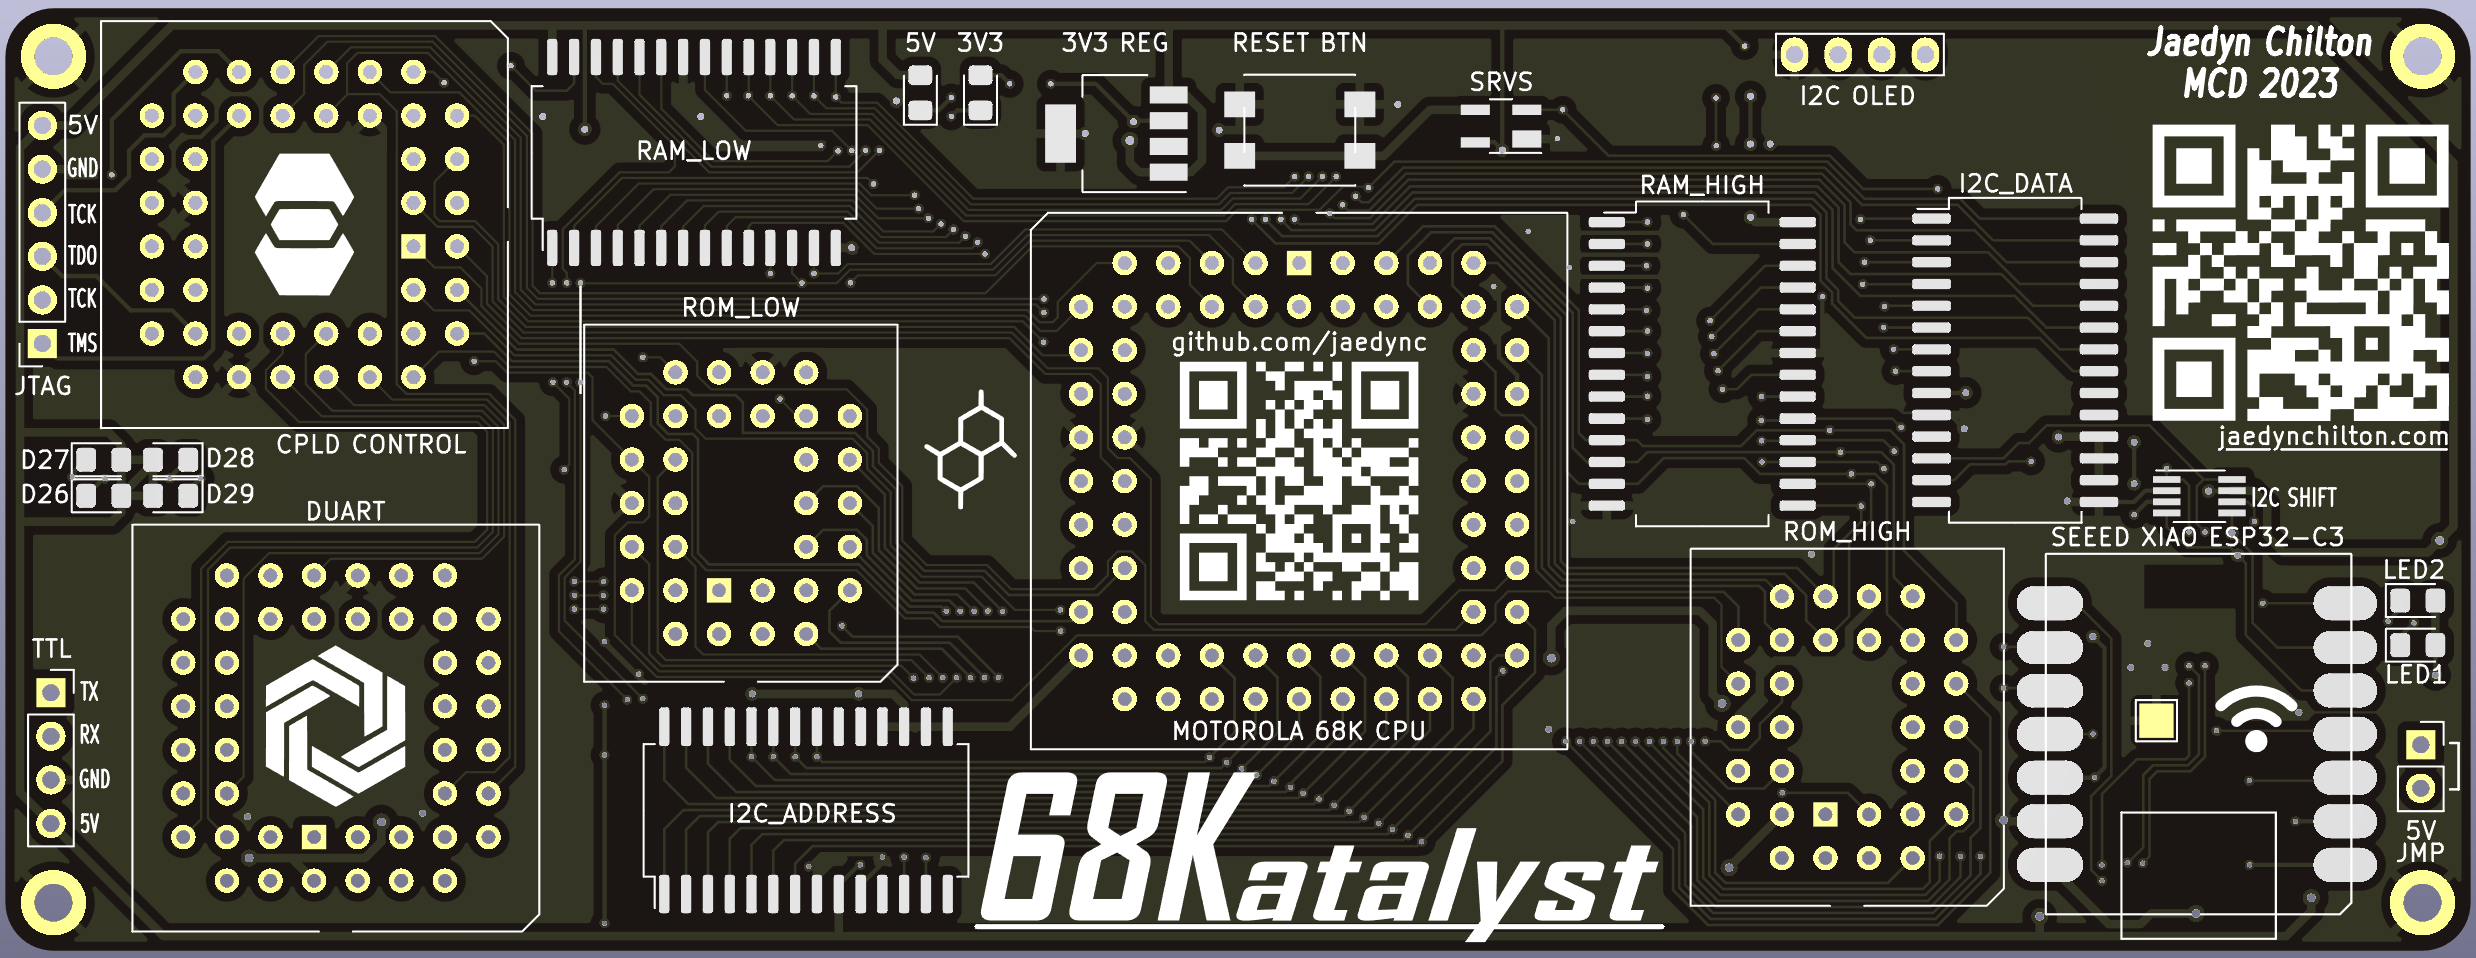 5V
3V3
3V3 REG
RESET BTN
SRVS
I2C OLED
Jaedyn Chilton
MCD 2023
RAM_LOW
RAM_HIGH
I2C_DATA
5V
GND
TCK
TDO
TCK
TMS
JTAG
ROM_LOW
github.com/jaedync
jaedynchilton.com
CPLD CONTROL
D27
D28
D26
D29
DUART
I2C SHIFT
ROM_HIGH
SEEED XIAO ESP32-C3
LED2
LED1
TTL
TX
RX
GND
5V
MOTOROLA 68K CPU
I2C_ADDRESS
68Katalyst
5V
JMP